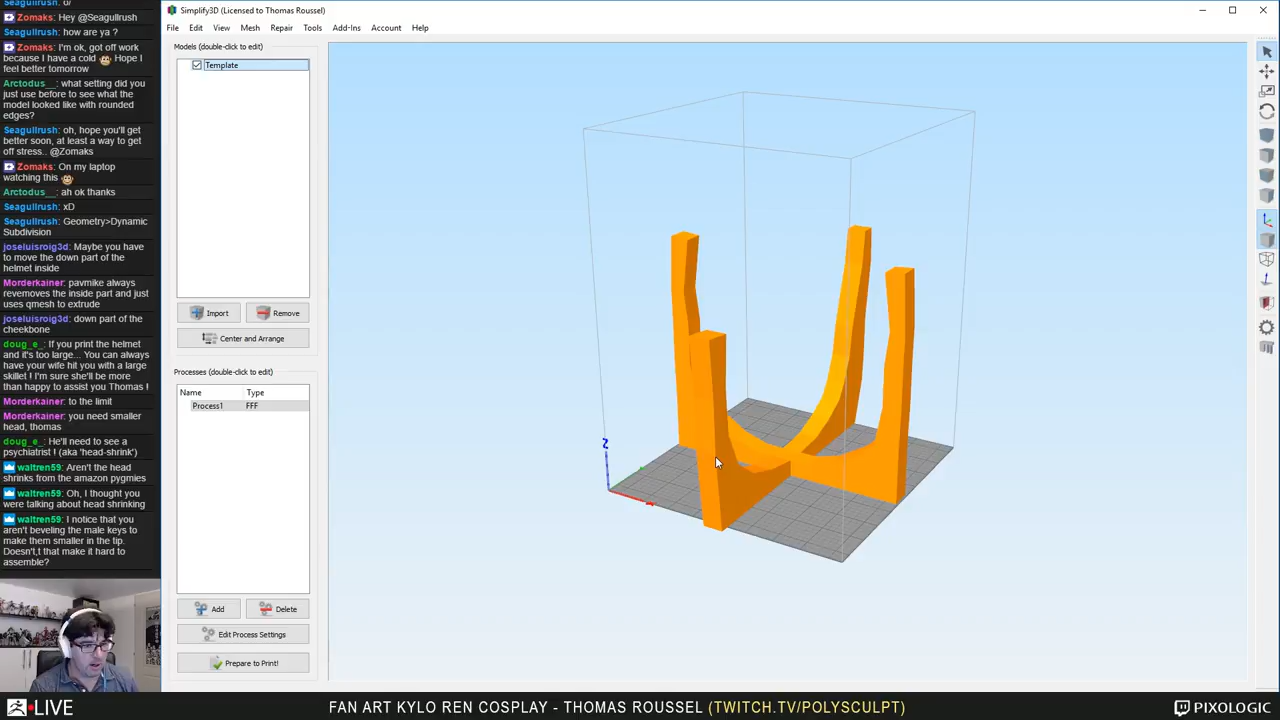 Seagullrush: o/
Zomaks: Hey @Seagullrush
Seagullrush: how are ya ?
Zomaks: I'm ok, got off work
because I have a cold Hope I
feel better tomorrow
Arctodus__: what setting did you
just use before to see what the
model looked like with rounded
edges?
Seagullrush: oh, hope you'll get
better soon, at least a way to get
off stress.. @Zomaks
Zomaks: On my laptop
watching this
Arctodus__: ah ok thanks
Seagullrush: xD
Seagullrush: Geometry>Dynamic
Subdivision
joseluisroig3d: Maybe you have
to move the down part of the
helmet inside
Morderkainer: pavmike always
revemoves the inside part and just
uses qmesh to extrude
joseluisroig3d: down part of the
cheekbone
doug_e_: If you print the helmet
and it's too large... You can always
have your wife hit you with a large
skillet ! I'm sure she'll be more
than happy to assist you Thomas !
Morderkainer: to the limit
Morderkainer: you need smaller
head, thomas
doug_e_: He'll need to see a
psychiatrist ! (aka 'head-shrink')
waltren59: Aren't the head
shrinks from the amazon pygmies
waltren59: Oh, I thought you
were talking about head shrinking
waltren59: I notice that you
aren't beveling the male keys to
make them smaller in the tip.
Doesn,t that make it hard to
assemble?
Simplify3D (Licensed to Thomas Roussel)
File Edit View Mesh Repair Tools Add-Ins Account Help
Models (double-click to edit)
Template
Import Remove
Center and Arrange
Processes (double-click to edit)
Name Type
Process1 FFF
Add Delete
Edit Process Settings
Prepare to Print!
LIVE
FAN ART KYLO REN COSPLAY - THOMAS ROUSSEL (TWITCH.TV/POLYSCULPT)
PIXOLOGIC